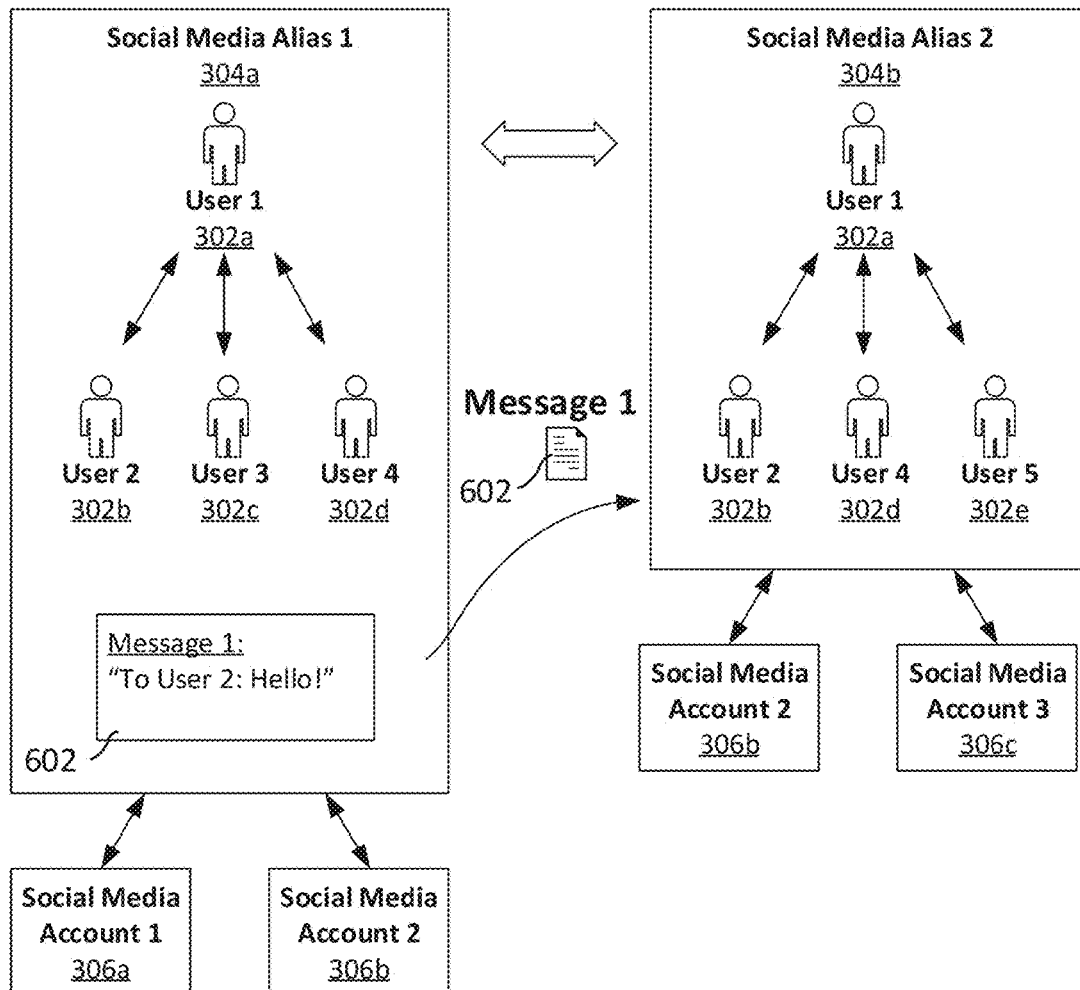 Social Media Alias 1
304a
User 1
302a
User 2
302b
User 3
302c
User 4
302d
Message 1:
"To User 2: Hello!"
602
Message 1
602
Social Media Alias 2
304b
User 1
302a
User 2
302b
User 4
302d
User 5
302e
Social Media
Account 2
306b
Social Media
Account 3
306c
Social Media
Account 1
306a
Social Media
Account 2
306b